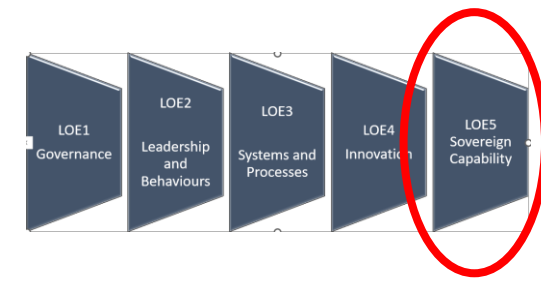 LOE1
Governance
LOE2
Leadership
and
Behaviours
LOE3
Systems and
Processes
LOE4
Innovation
LOE5
Sovereign
Capability